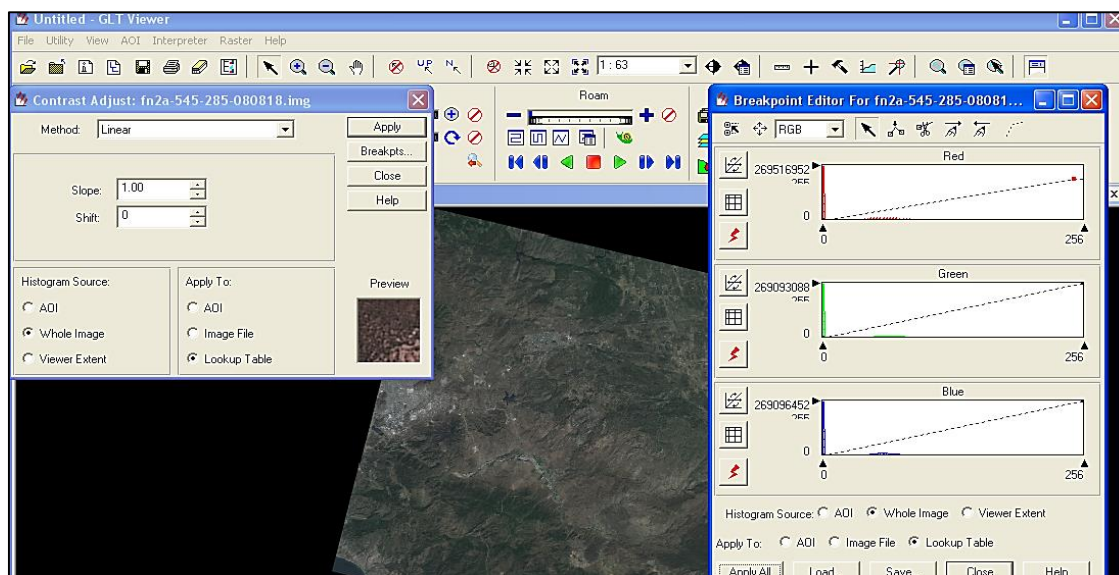 Untitled - GLT Viewer
File Utility View AOI Interpreter Raster Help
1 : 63
Contrast Adjust: fn2a-545-285-080818.img
Method: Linear
Apply
Breakpts...
Close
Help
Slope: 1.00
Shift: 0
Histogram Source:
AOI
Whole Image
Viewer Extent
Apply To:
AOI
Image File
Lookup Table
Preview
Roam
Breakpoint Editor For fn2a-545-285-08081...
RGB
Red
269516952
255
0
0 256
Green
269093088
255
0
0 256
Blue
269096452
255
0
0 256
Histogram Source: AOI Whole Image Viewer Extent
Apply To: AOI Image File Lookup Table
Apply All Load... Save... Close Help